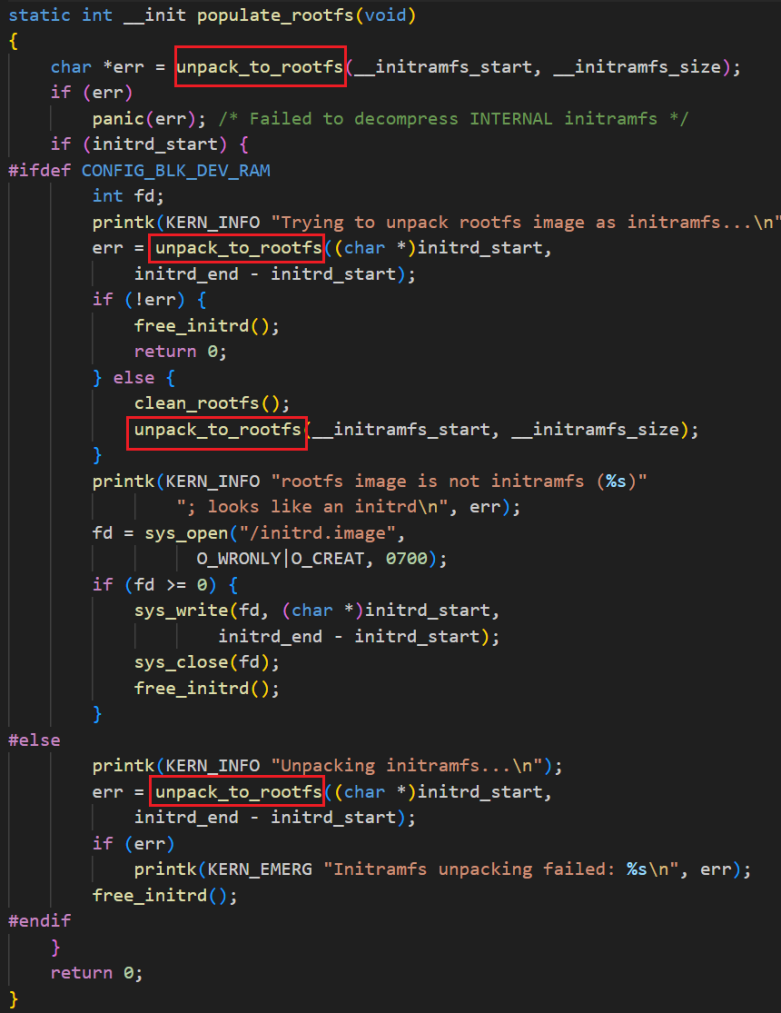 static int __init populate_rootfs(void)
{
char *err = unpack_to_rootfs(__initramfs_start, __initramfs_size);
if (err)
panic(err); /* Failed to decompress INTERNAL initramfs */
if (initrd_start) {
#ifdef CONFIG_BLK_DEV_RAM
int fd;
printk(KERN_INFO "Trying to unpack rootfs image as initramfs...\n"
err = unpack_to_rootfs((char *)initrd_start,
initrd_end - initrd_start);
if (!err) {
free_initrd();
return 0;
} else {
clean_rootfs();
unpack_to_rootfs(__initramfs_start, __initramfs_size);
}
printk(KERN_INFO "rootfs image is not initramfs (%s)"
"; looks like an initrd\n", err);
fd = sys_open("/initrd.image",
O_WRONLY|O_CREAT, 0700);
if (fd >= 0) {
sys_write(fd, (char *)initrd_start,
initrd_end - initrd_start);
sys_close(fd);
free_initrd();
}
#else
printk(KERN_INFO "Unpacking initramfs...\n");
err = unpack_to_rootfs((char *)initrd_start,
initrd_end - initrd_start);
if (err)
printk(KERN_EMERG "Initramfs unpacking failed: %s\n", err);
free_initrd();
#endif
}
return 0;
}